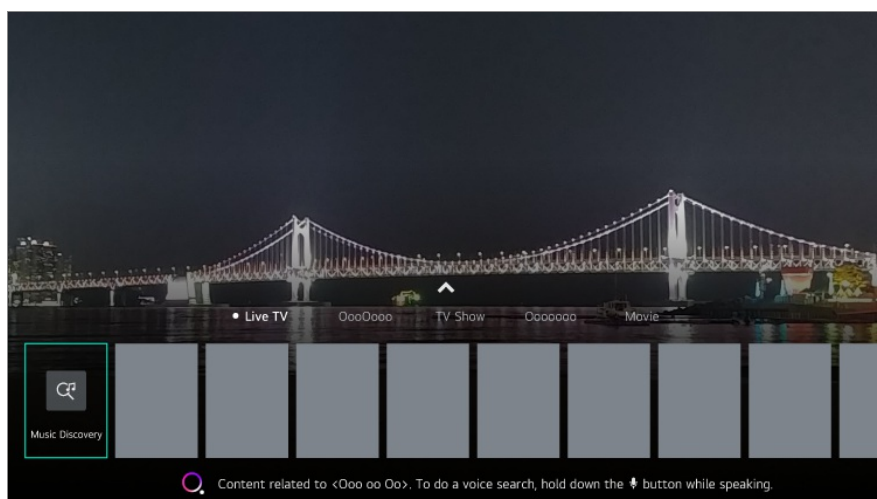 Live TV OooOooo TV Show Ooooooo Movie
Music Discovery
Content related to <Ooo oo Oo>. To do a voice search, hold down the button while speaking.